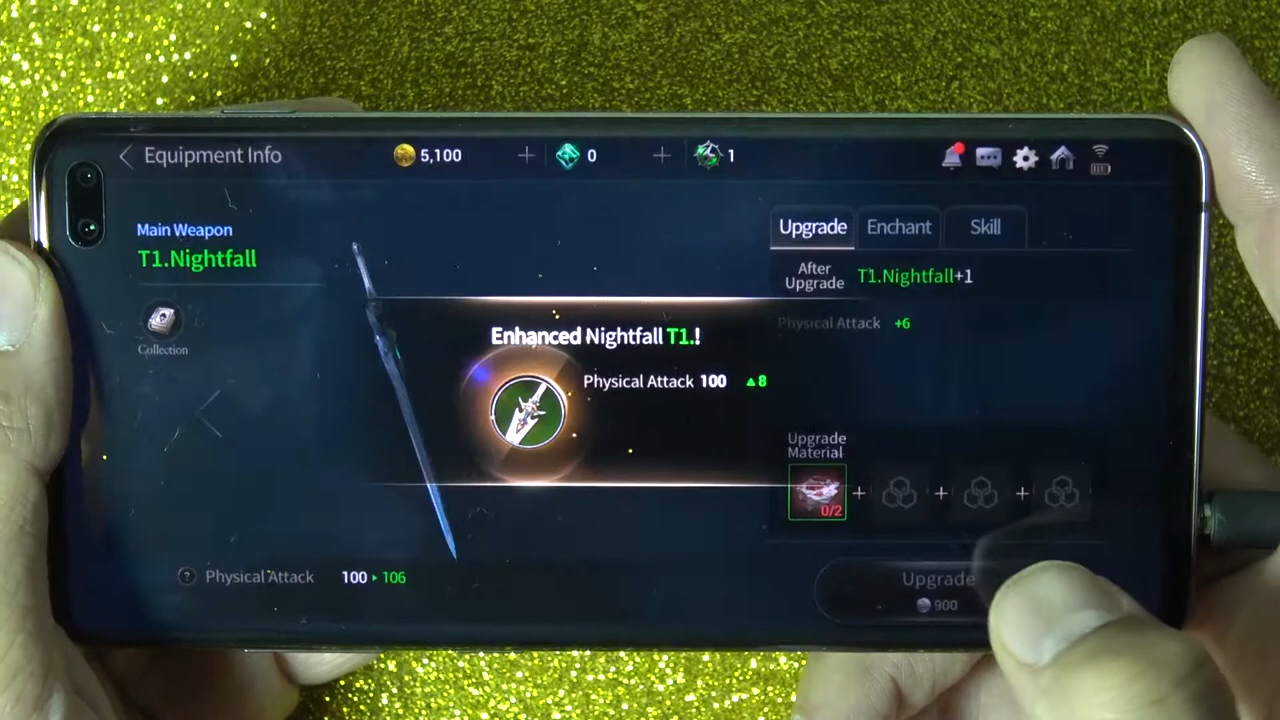 Equipment Info
5,100
0
1
Main Weapon
T1.Nightfall
Collection
Upgrade
Enchant
Skill
After
Upgrade
T1.Nightfall+1
Physical Attack +6
Enhanced Nightfall T1.!
Physical Attack 100 ▲8
Upgrade
Material
0/2
+
+
+
? Physical Attack 100 ▸ 106
Upgrade
900